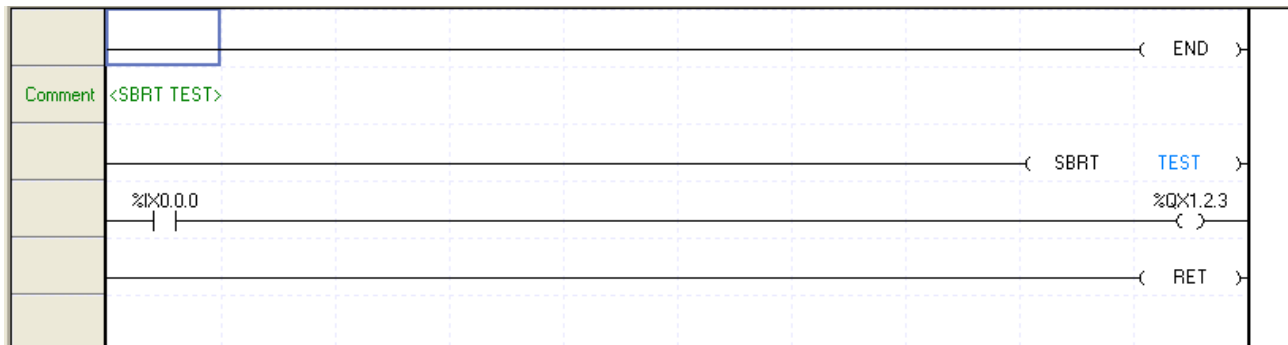 END
Comment <SBRT TEST>
SBRT TEST
%IX0.0.0 %QX1.2.3
RET